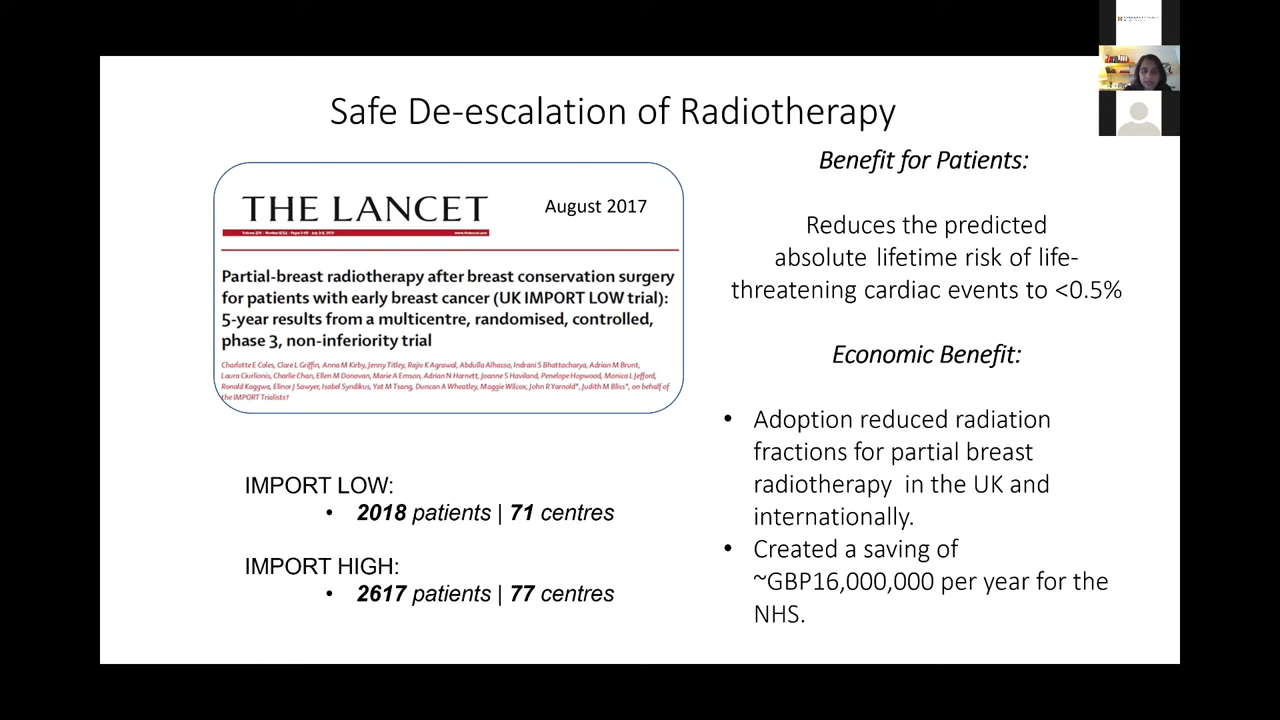 Safe De-escalation of Radiotherapy
THE LANCET
August 2017
www.thelancet.com
Partial-breast radiotherapy after breast conservation surgery
for patients with early breast cancer (UK IMPORT LOW trial):
5-year results from a multicentre, randomised, controlled,
phase 3, non-inferiority trial
Charlotte E Coles, Clare L Griffin, Anna M Kirby, Jenny Titley, Rajiv K Agrawal, Abdulla Alhasso, Indrani S Bhattacharya, Adrian M Brunt,
Laura Ciurlionis, Charlie Chan, Ellen M Donovan, Marie A Emson, Adrian N Harnett, Joanne S Haviland, Penelope Hopwood, Monica L Jefford,
Ronald Kaggwa, Elinor J Sawyer, Isabel Syndikus, Yat M Tsang, Duncan A Wheatley, Maggie Wilcox, John R Yarnold*, Judith M Bliss*, on behalf of
the IMPORT Trialists†
IMPORT LOW:
• 2018 patients | 71 centres
IMPORT HIGH:
• 2617 patients | 77 centres
Benefit for Patients:
Reduces the predicted
absolute lifetime risk of life-
threatening cardiac events to <0.5%
Economic Benefit:
• Adoption reduced radiation
fractions for partial breast
radiotherapy in the UK and
internationally.
• Created a saving of
~GBP16,000,000 per year for the
NHS.